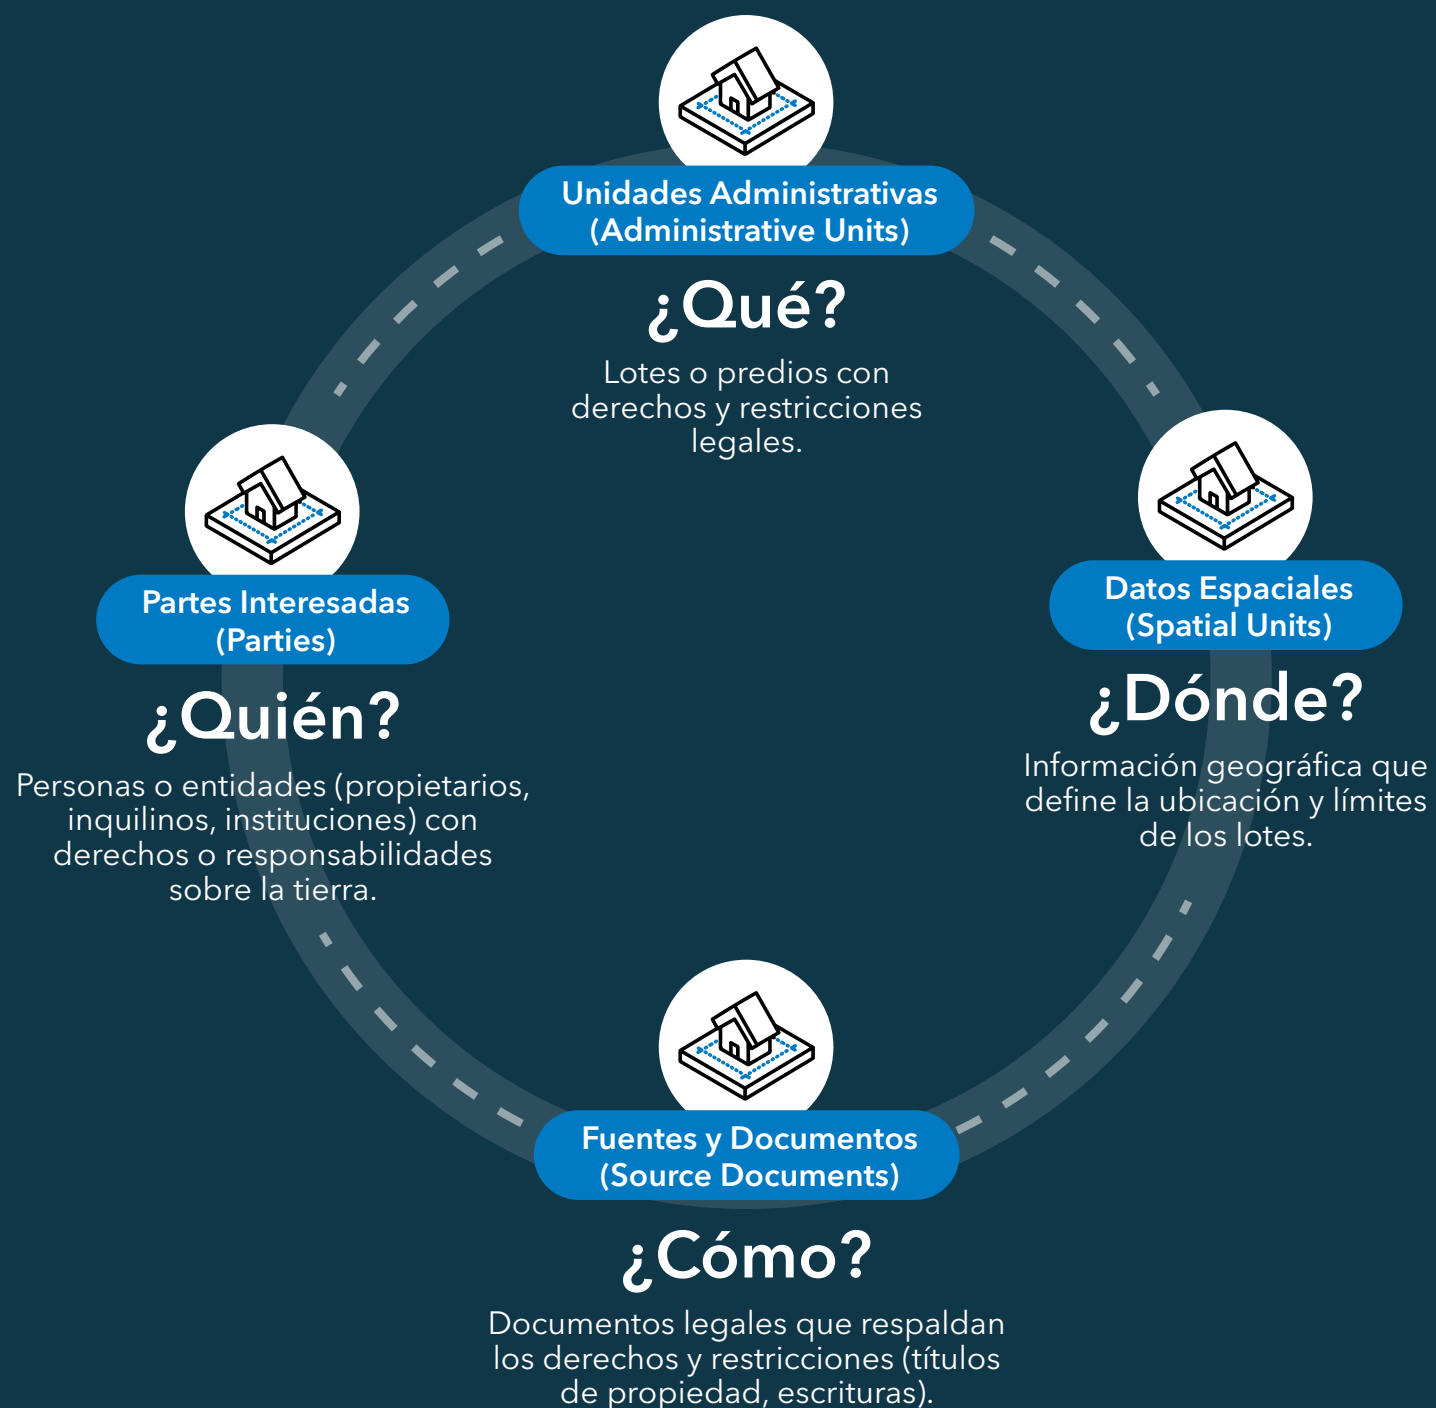 Unidades Administrativas
(Administrative Units)
¿Qué?
Lotes o predios con
derechos y restricciones
legales.
Partes Interesadas
(Parties)
¿Quién?
Personas o entidades (propietarios,
inquilinos, instituciones) con
derechos o responsabilidades
sobre la tierra.
Datos Espaciales
(Spatial Units)
¿Dónde?
Información geográfica que
define la ubicación y límites
de los lotes.
Fuentes y Documentos
(Source Documents)
¿Cómo?
Documentos legales que respaldan
los derechos y restricciones (títulos
de propiedad, escrituras).